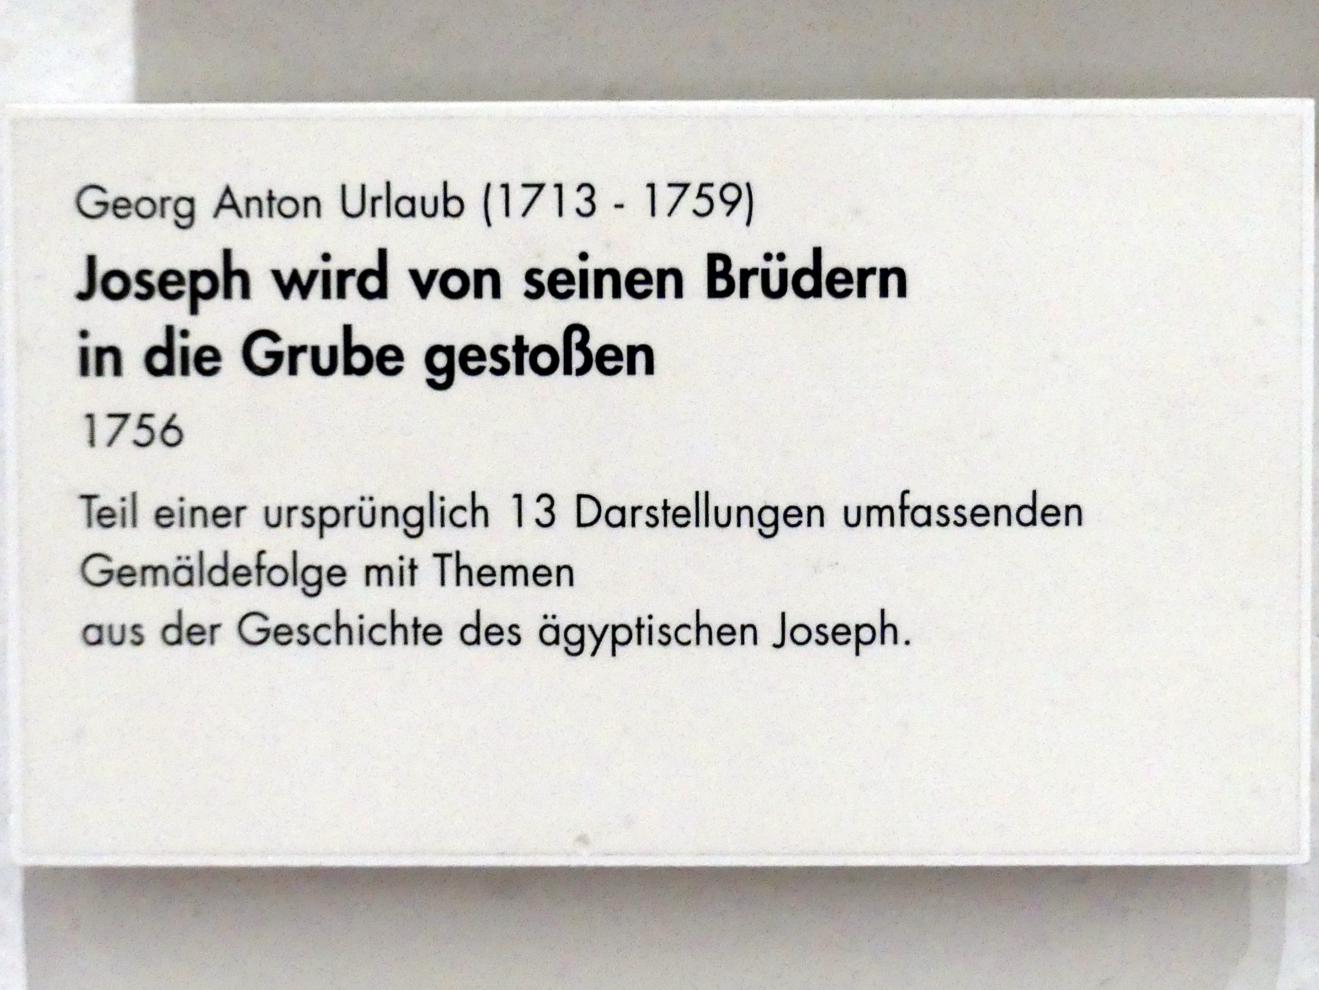 Georg Anton Urlaub (1713 - 1759)
Joseph wird von seinen Brüdern
in die Grube gestoßen
1756
Teil einer ursprünglich 13 Darstellungen umfassenden
Gemäldefolge mit Themen
aus der Geschichte des ägyptischen Joseph.